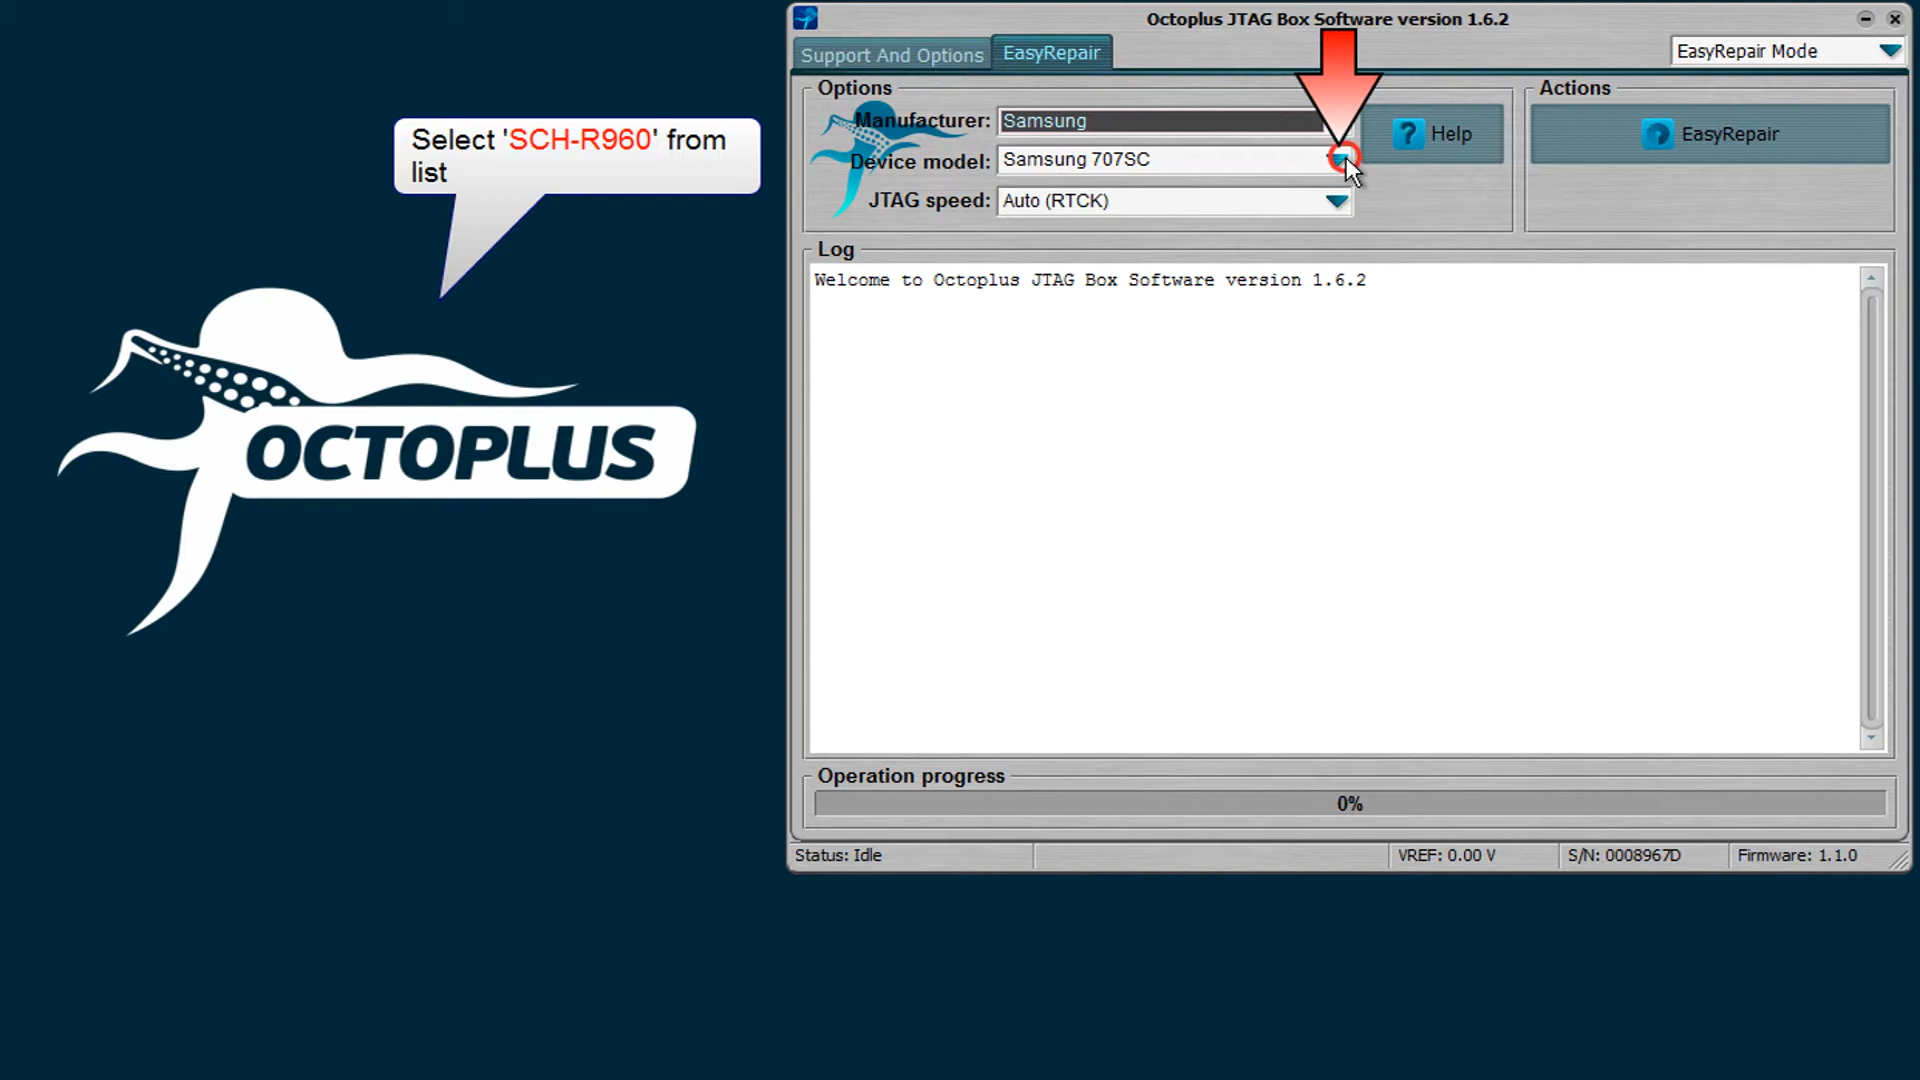 Octoplus JTAG Box Software version 1.6.2
Support And Options
EasyRepair
EasyRepair Mode
Options
Actions
Manufacturer:
Samsung
Help
EasyRepair
Device model:
Samsung 707SC
JTAG speed:
Auto (RTCK)
Select 'SCH-R960' from
list
Log
Welcome to Octoplus JTAG Box Software version 1.6.2
OCTOPLUS
Operation progress
0%
Status: Idle
VREF: 0.00 V
S/N: 0008967D
Firmware: 1.1.0